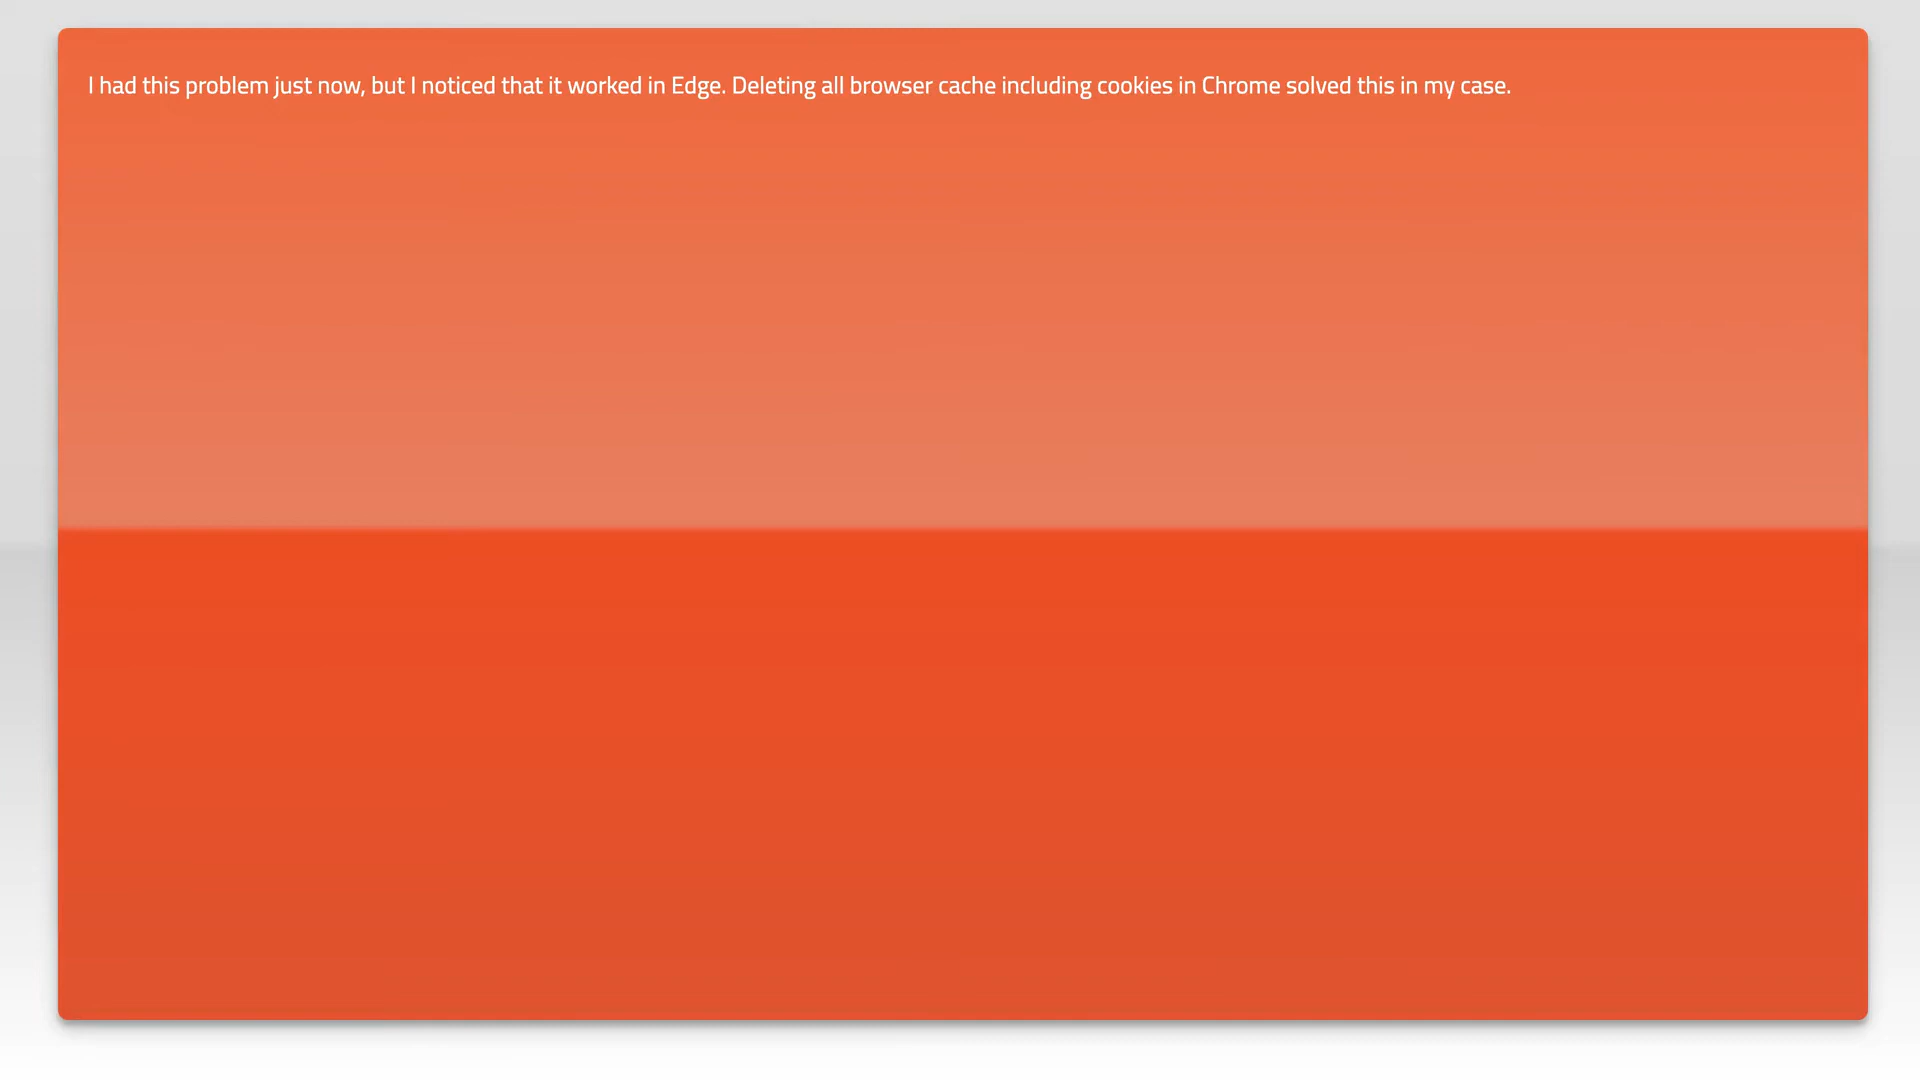 I had this problem just now, but I noticed that it worked in Edge. Deleting all browser cache including cookies in Chrome solved this in my case.